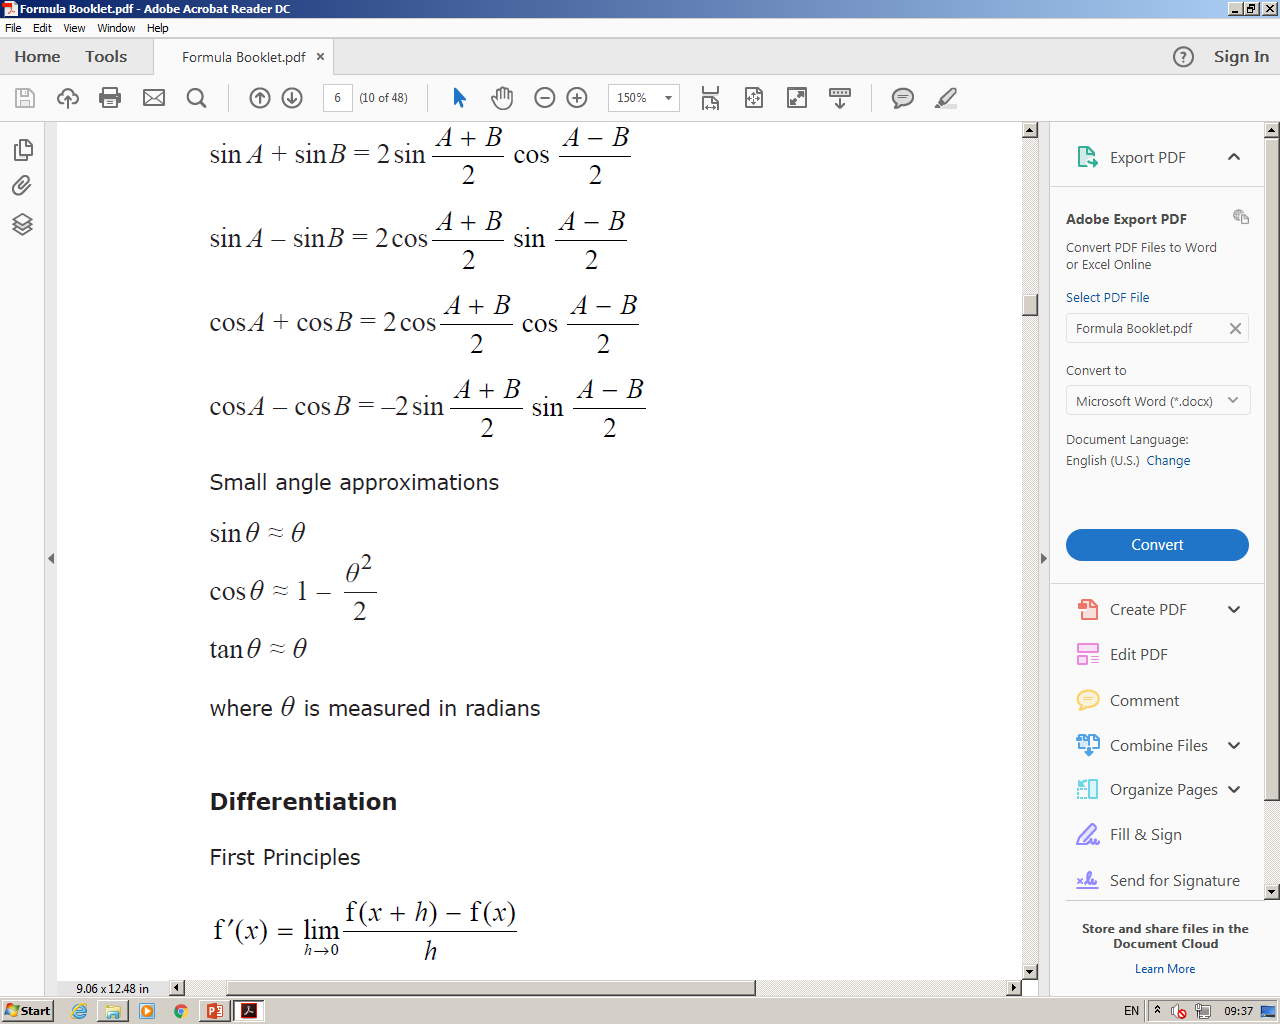 Formula Booklet.pdf - Adobe Acrobat Reader DC
File Edit View Window Help
Home Tools Formula Booklet.pdf × ? Sign In
6 (10 of 48) 150%
sin A + sin B = 2 sin (A + B)/2 cos (A − B)/2
sin A − sin B = 2 cos (A + B)/2 sin (A − B)/2
cos A + cos B = 2 cos (A + B)/2 cos (A − B)/2
cos A − cos B = −2 sin (A + B)/2 sin (A − B)/2
Small angle approximations
sin θ ≈ θ
cos θ ≈ 1 − θ²/2
tan θ ≈ θ
where θ is measured in radians
Differentiation
First Principles
f′(x) = lim h→0 (f(x + h) − f(x))/h
9.06 x 12.48 in
Export PDF
Adobe Export PDF
Convert PDF Files to Word
or Excel Online
Select PDF File
Formula Booklet.pdf
Convert to
Microsoft Word (*.docx)
Document Language:
English (U.S.) Change
Convert
Create PDF
Edit PDF
Comment
Combine Files
Organize Pages
Fill & Sign
Send for Signature
Store and share files in the
Document Cloud
Learn More
Start EN 09:37